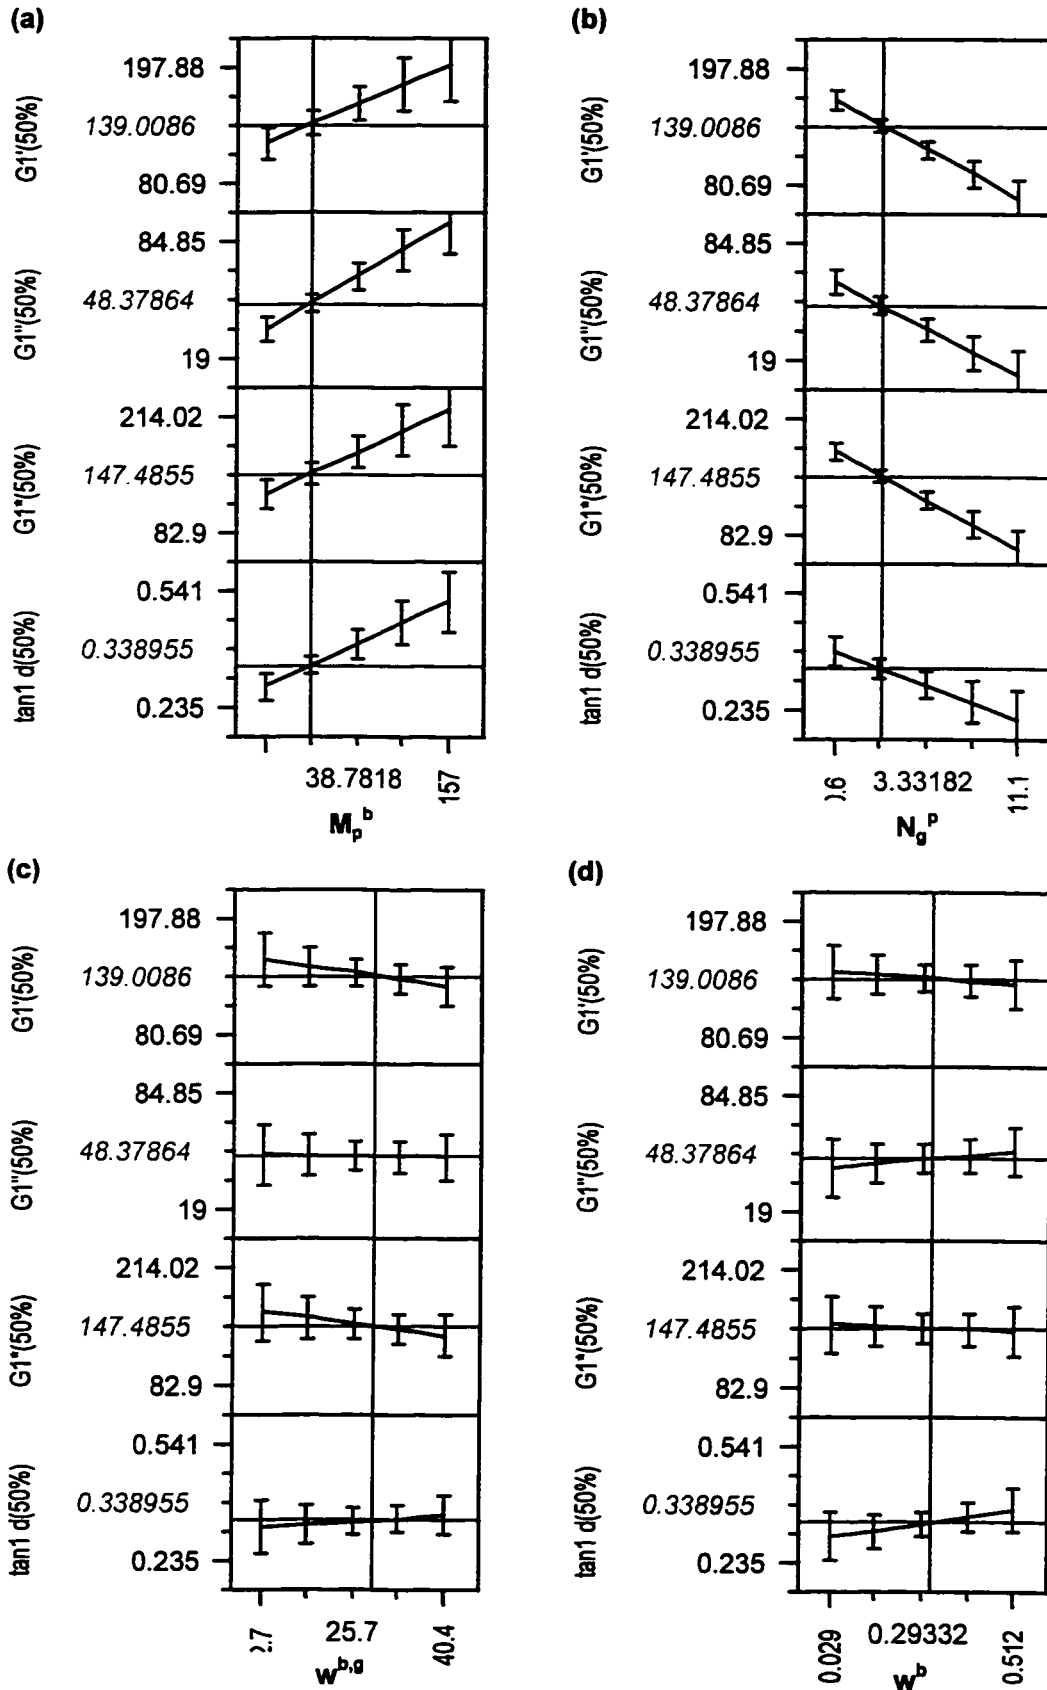 (a)
G1'(50%)
197.88
139.0086
80.69
G1"(50%)
84.85
48.37864
19
G1*(50%)
214.02
147.4855
82.9
tan1 d(50%)
0.541
0.338955
0.235
38.7818
157
M_p^b
(b)
G1'(50%)
197.88
139.0086
80.69
G1"(50%)
84.85
48.37864
19
G1*(50%)
214.02
147.4855
82.9
tan1 d(50%)
0.541
0.338955
0.235
3.33182
11.1
N_g^p
(c)
G1'(50%)
197.88
139.0086
80.69
G1"(50%)
84.85
48.37864
19
G1*(50%)
214.02
147.4855
82.9
tan1 d(50%)
0.541
0.338955
0.235
25.7
40.4
w^b,g
(d)
G1'(50%)
197.88
139.0086
80.69
G1"(50%)
84.85
48.37864
19
G1*(50%)
214.02
147.4855
82.9
tan1 d(50%)
0.541
0.338955
0.235
0.029
0.29332
0.512
w^b